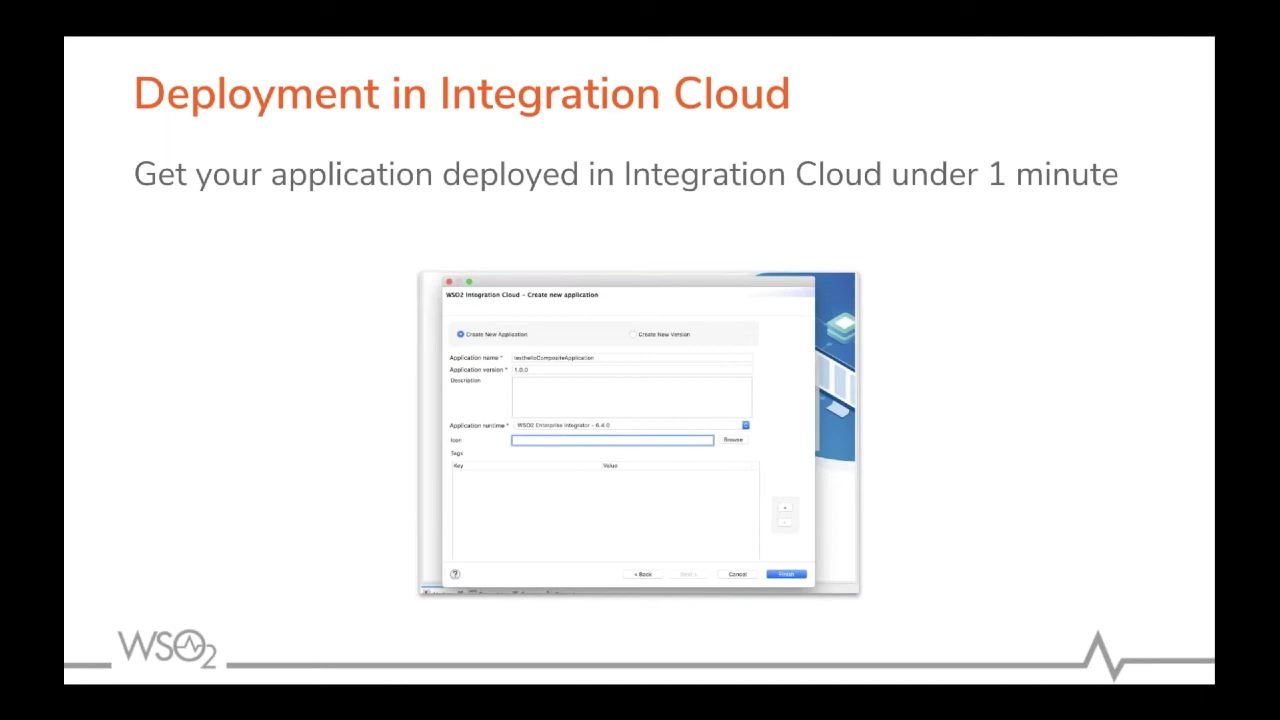 Deployment in Integration Cloud
Get your application deployed in Integration Cloud under 1 minute
WSO2 Integration Cloud - Create new application
Create New Application
Create New Version
Application name * testhelloCompositeApplication
Application version * 1.0.0
Description
Application runtime * WSO2 Enterprise Integrator - 6.4.0
Icon Browse
Tags
Key Value
+
-
? < Back Next > Cancel Finish
WSO2